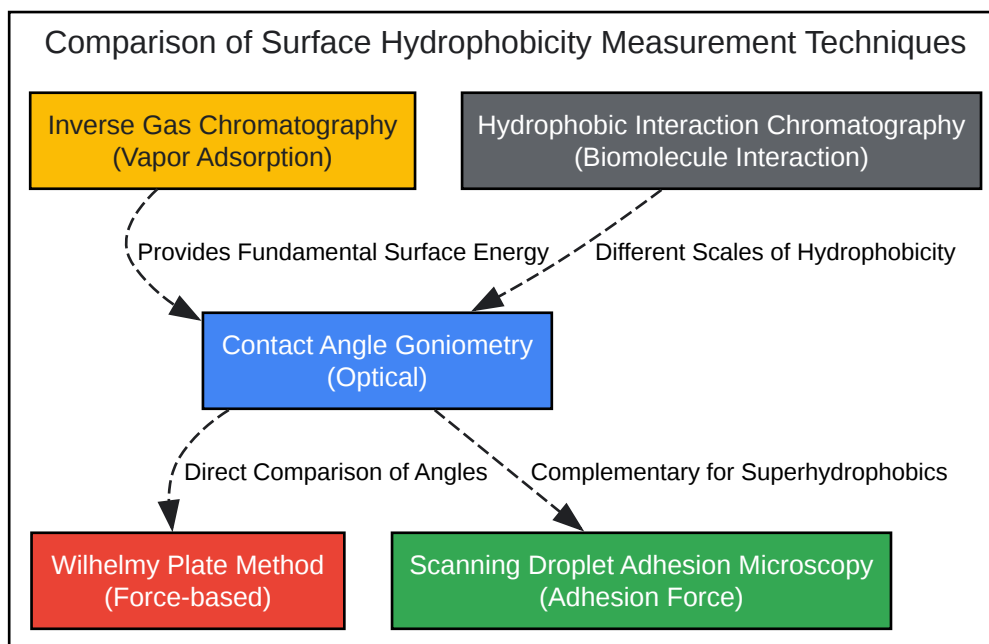 Comparison of Surface Hydrophobicity Measurement Techniques
Inverse Gas Chromatography
(Vapor Adsorption)
Hydrophobic Interaction Chromatography
(Biomolecule Interaction)
Provides Fundamental Surface Energy
Different Scales of Hydrophobicity
Contact Angle Goniometry
(Optical)
Direct Comparison of Angles
Complementary for Superhydrophobics
Wilhelmy Plate Method
(Force-based)
Scanning Droplet Adhesion Microscopy
(Adhesion Force)